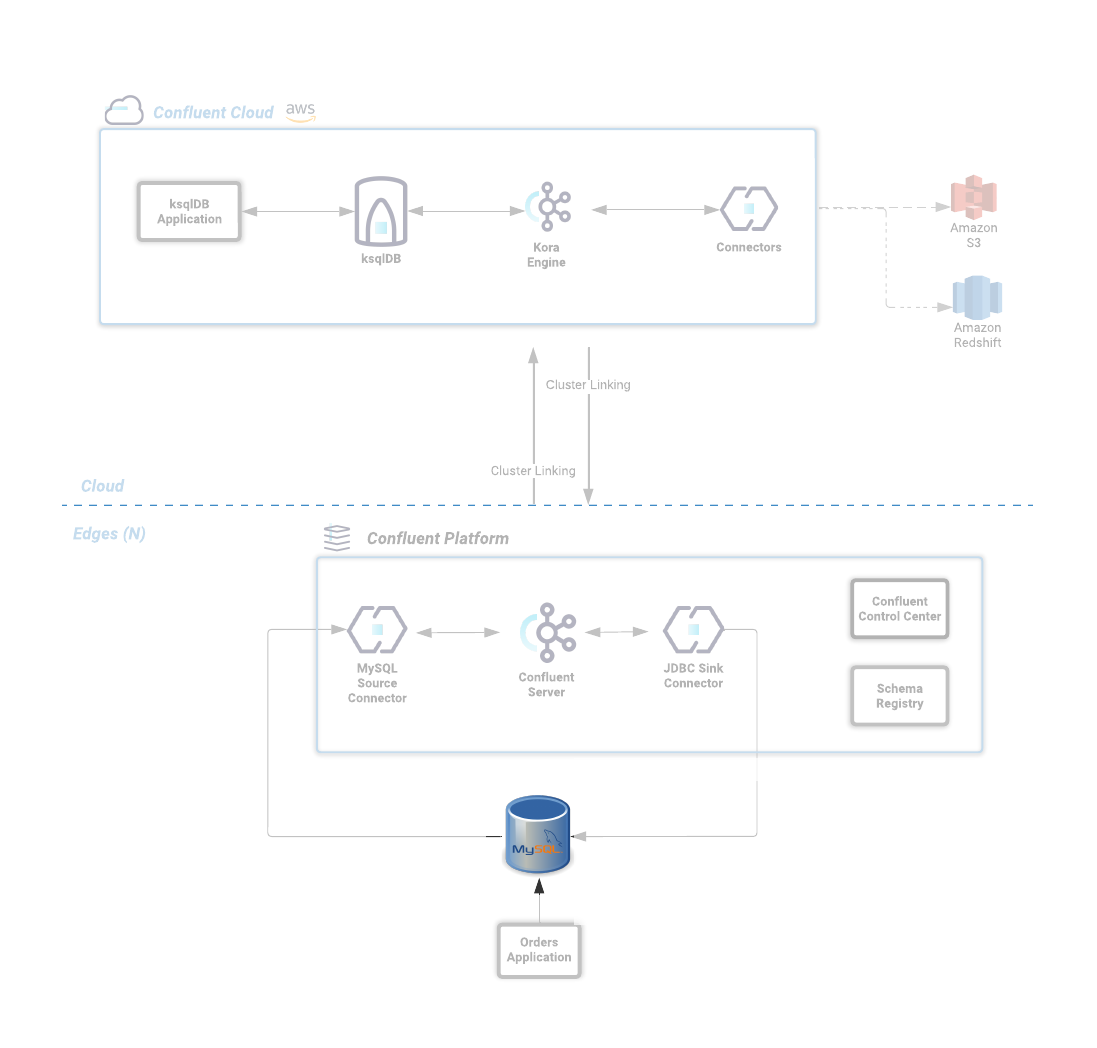 Confluent Cloud
aws
ksqlDB
Application
ksqlDB
Kora
Engine
Connectors
Amazon
S3
Amazon
Redshift
Cluster Linking
Cluster Linking
Cloud
Edges (N)
Confluent Platform
MySQL
Source
Connector
Confluent
Server
JDBC Sink
Connector
Confluent
Control Center
Schema
Registry
MySQL
Orders
Application